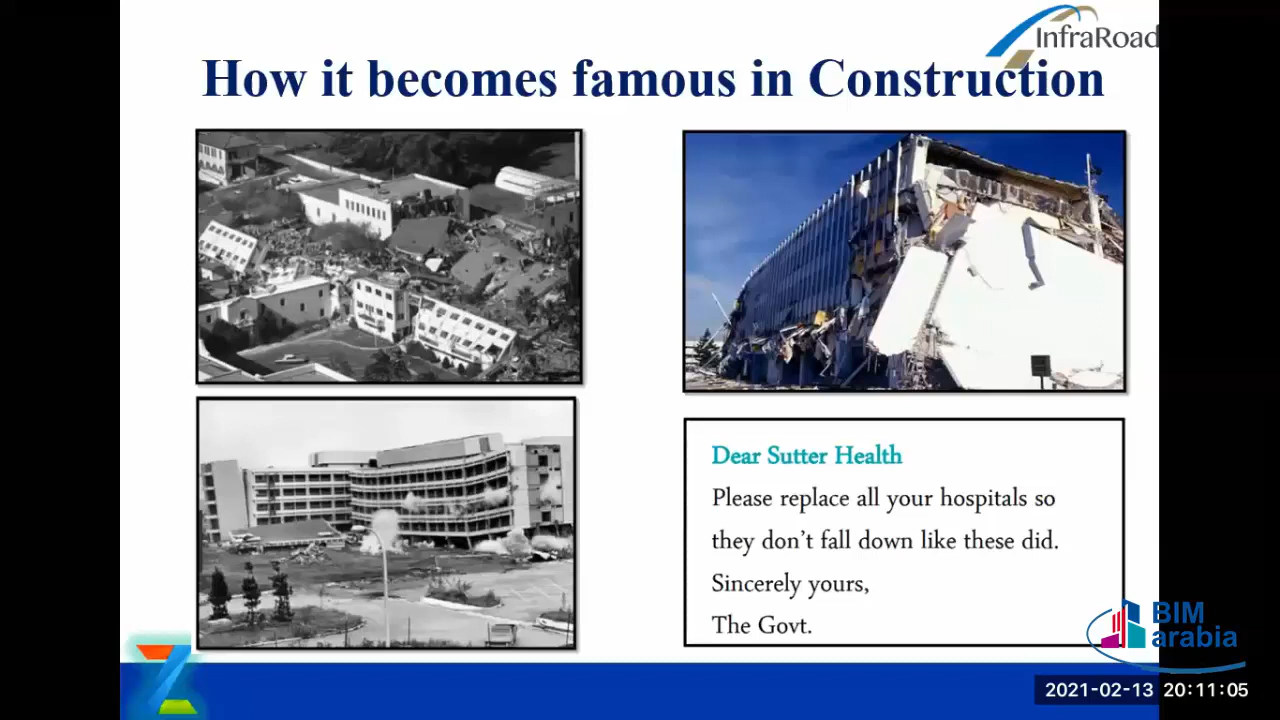 InfraRoad
How it becomes famous in Construction
Dear Sutter Health
Please replace all your hospitals so
they don't fall down like these did.
Sincerely yours,
The Govt.
BIM
arabia
2021-02-13 20:11:05